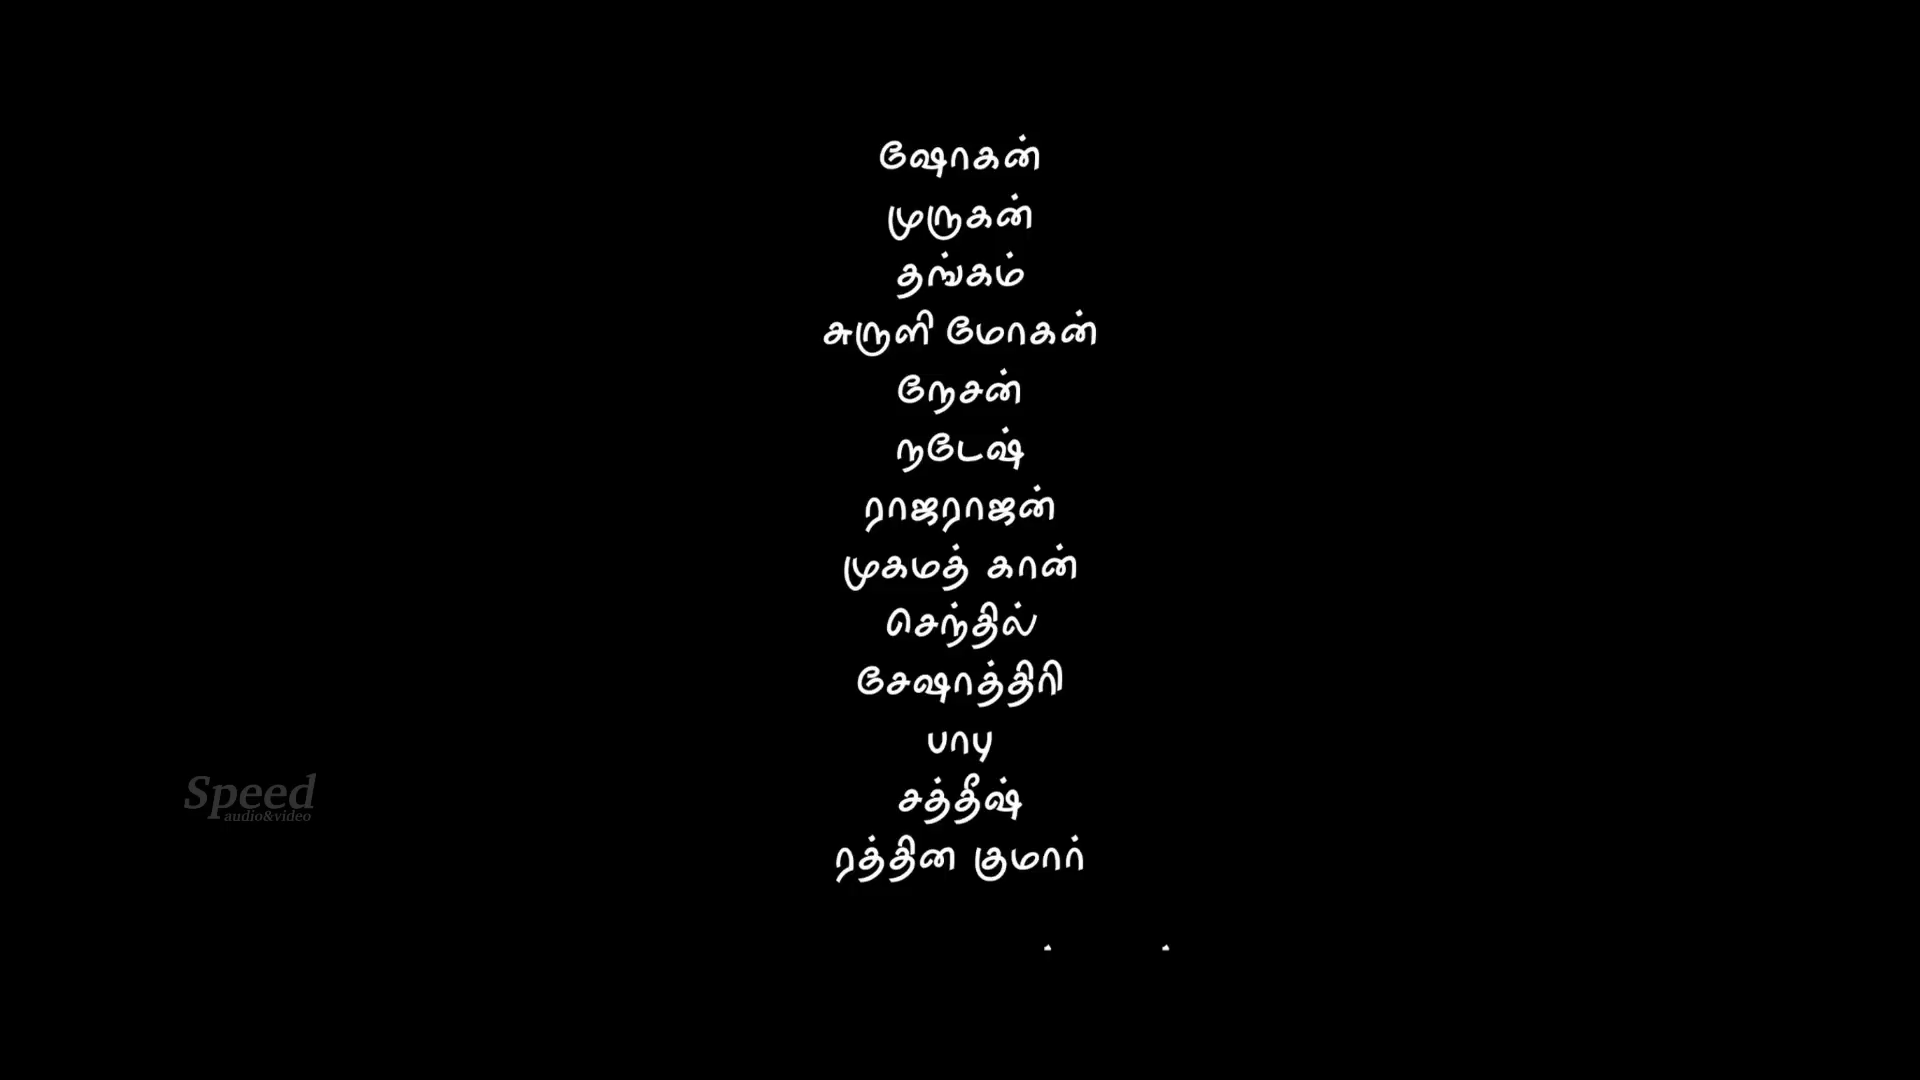 ஷோகன்
முருகன்
தங்கம்
சுருளி மோகன்
நேசன்
நடேஷ்
ராஜராஜன்
முகமத் கான்
செந்தில்
சேஷாத்திரி
பாபு
சத்தீஷ்
ரத்தின குமார்
Speed
audio&video